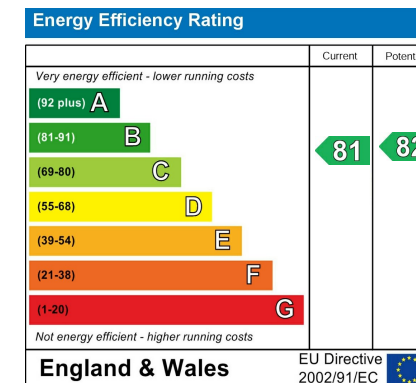 Energy Efficiency Rating
Current Potent
Very energy efficient - lower running costs
(92 plus) A
(81-91) B
81 82
(69-80) C
(55-68) D
(39-54) E
(21-38) F
(1-20) G
Not energy efficient - higher running costs
England & Wales
EU Directive
2002/91/EC